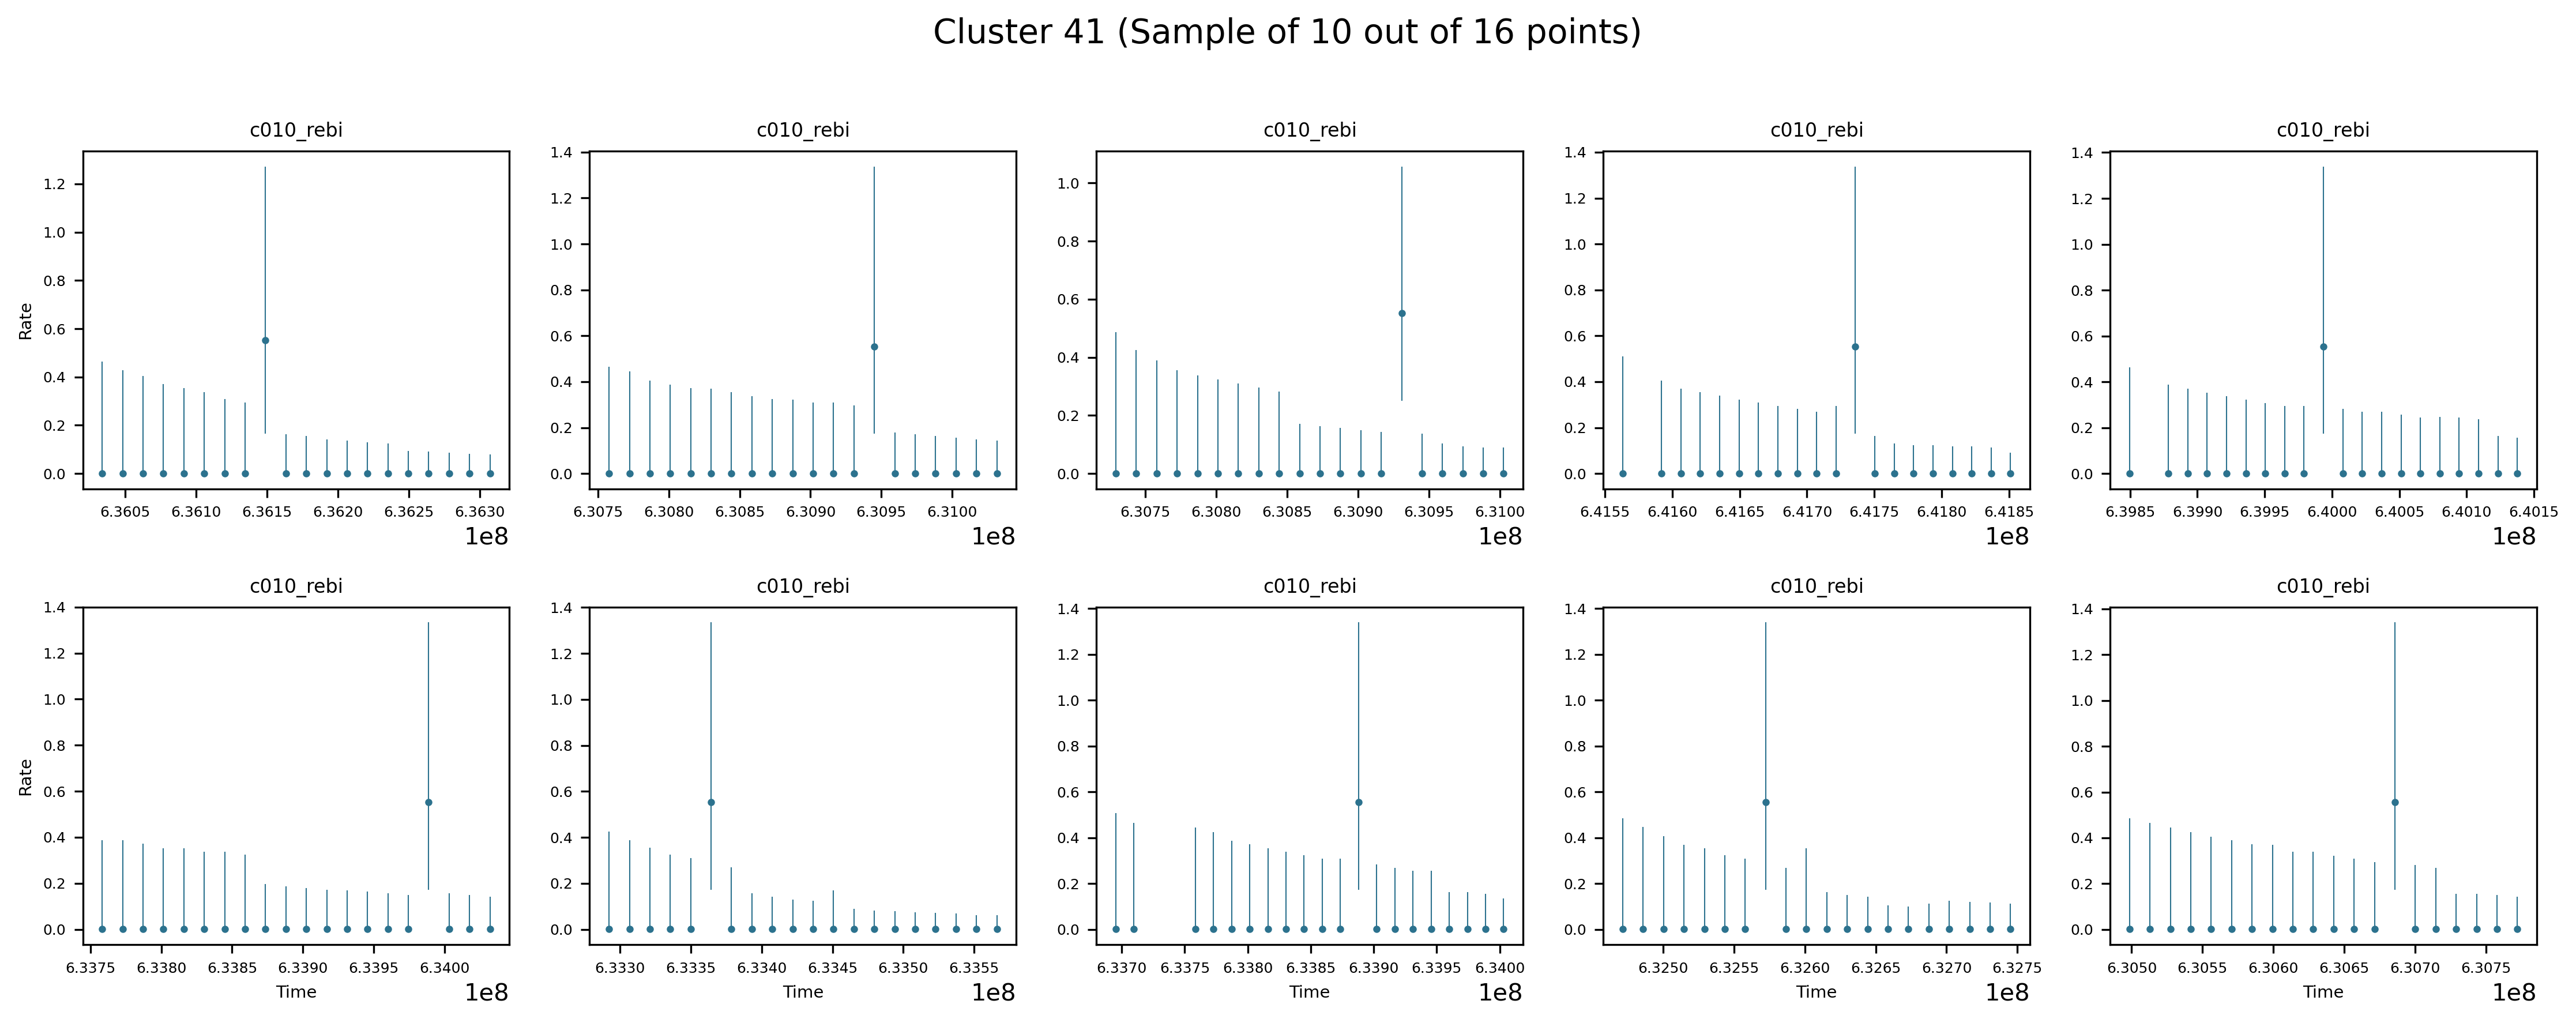 Cluster 41 (Sample of 10 out of 16 points)
c010_rebi c010_rebi c010_rebi c010_rebi c010_rebi
Rate
0.0 0.2 0.4 0.6 0.8 1.0 1.2
6.3605 6.3610 6.3615 6.3620 6.3625 6.3630
1e8
0.0 0.2 0.4 0.6 0.8 1.0 1.2 1.4
6.3075 6.3080 6.3085 6.3090 6.3095 6.3100
1e8
0.0 0.2 0.4 0.6 0.8 1.0
6.3075 6.3080 6.3085 6.3090 6.3095 6.3100
1e8
0.0 0.2 0.4 0.6 0.8 1.0 1.2 1.4
6.4155 6.4160 6.4165 6.4170 6.4175 6.4180 6.4185
1e8
0.0 0.2 0.4 0.6 0.8 1.0 1.2 1.4
6.3985 6.3990 6.3995 6.4000 6.4005 6.4010 6.4015
1e8
c010_rebi c010_rebi c010_rebi c010_rebi c010_rebi
Rate
0.0 0.2 0.4 0.6 0.8 1.0 1.2 1.4
6.3375 6.3380 6.3385 6.3390 6.3395 6.3400
Time
1e8
0.0 0.2 0.4 0.6 0.8 1.0 1.2 1.4
6.3330 6.3335 6.3340 6.3345 6.3350 6.3355
Time
1e8
0.0 0.2 0.4 0.6 0.8 1.0 1.2 1.4
6.3370 6.3375 6.3380 6.3385 6.3390 6.3395 6.3400
Time
1e8
0.0 0.2 0.4 0.6 0.8 1.0 1.2 1.4
6.3250 6.3255 6.3260 6.3265 6.3270 6.3275
Time
1e8
0.0 0.2 0.4 0.6 0.8 1.0 1.2 1.4
6.3050 6.3055 6.3060 6.3065 6.3070 6.3075
Time
1e8